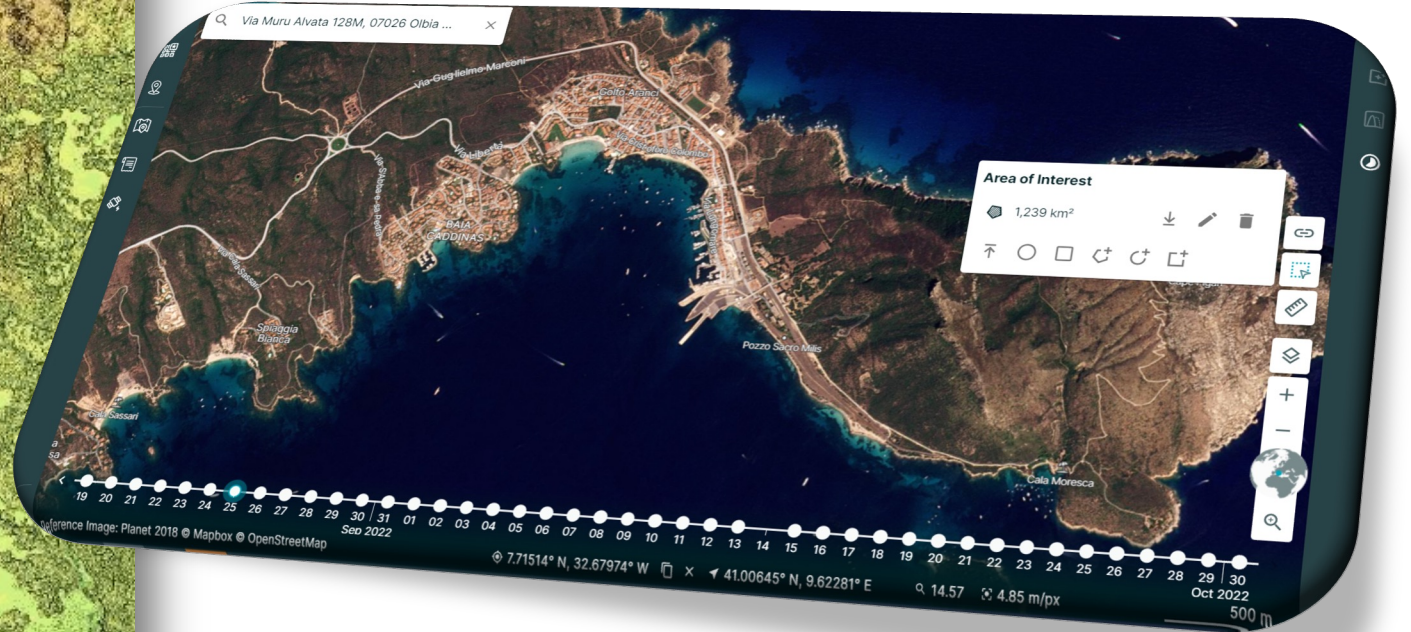 Via Muru Alvata 128M, 07026 Olbia ...
Via Guglielmo Marconi
Golfo Aranci
Via Cristoforo Colombo
Via Libertà
BAIA
CADDINAS
Spiaggia
Bianca
Cala Sassari
Pozzo Sacro Milis
Cala Moresca
Area of Interest
1,239 km²
19 20 21 22 23 24 25 26 27 28 29 30 31 01 02 03 04 05 06 07 08 09 10 11 12 13 14 15 16 17 18 19 20 21 22 23 24 25 26 27 28 29 30
Sep 2022
Oct 2022
Reference Image: Planet 2018 © Mapbox © OpenStreetMap
7.71514° N, 32.67974° W
41.00645° N, 9.62281° E
14.57
4.85 m/px
500 m